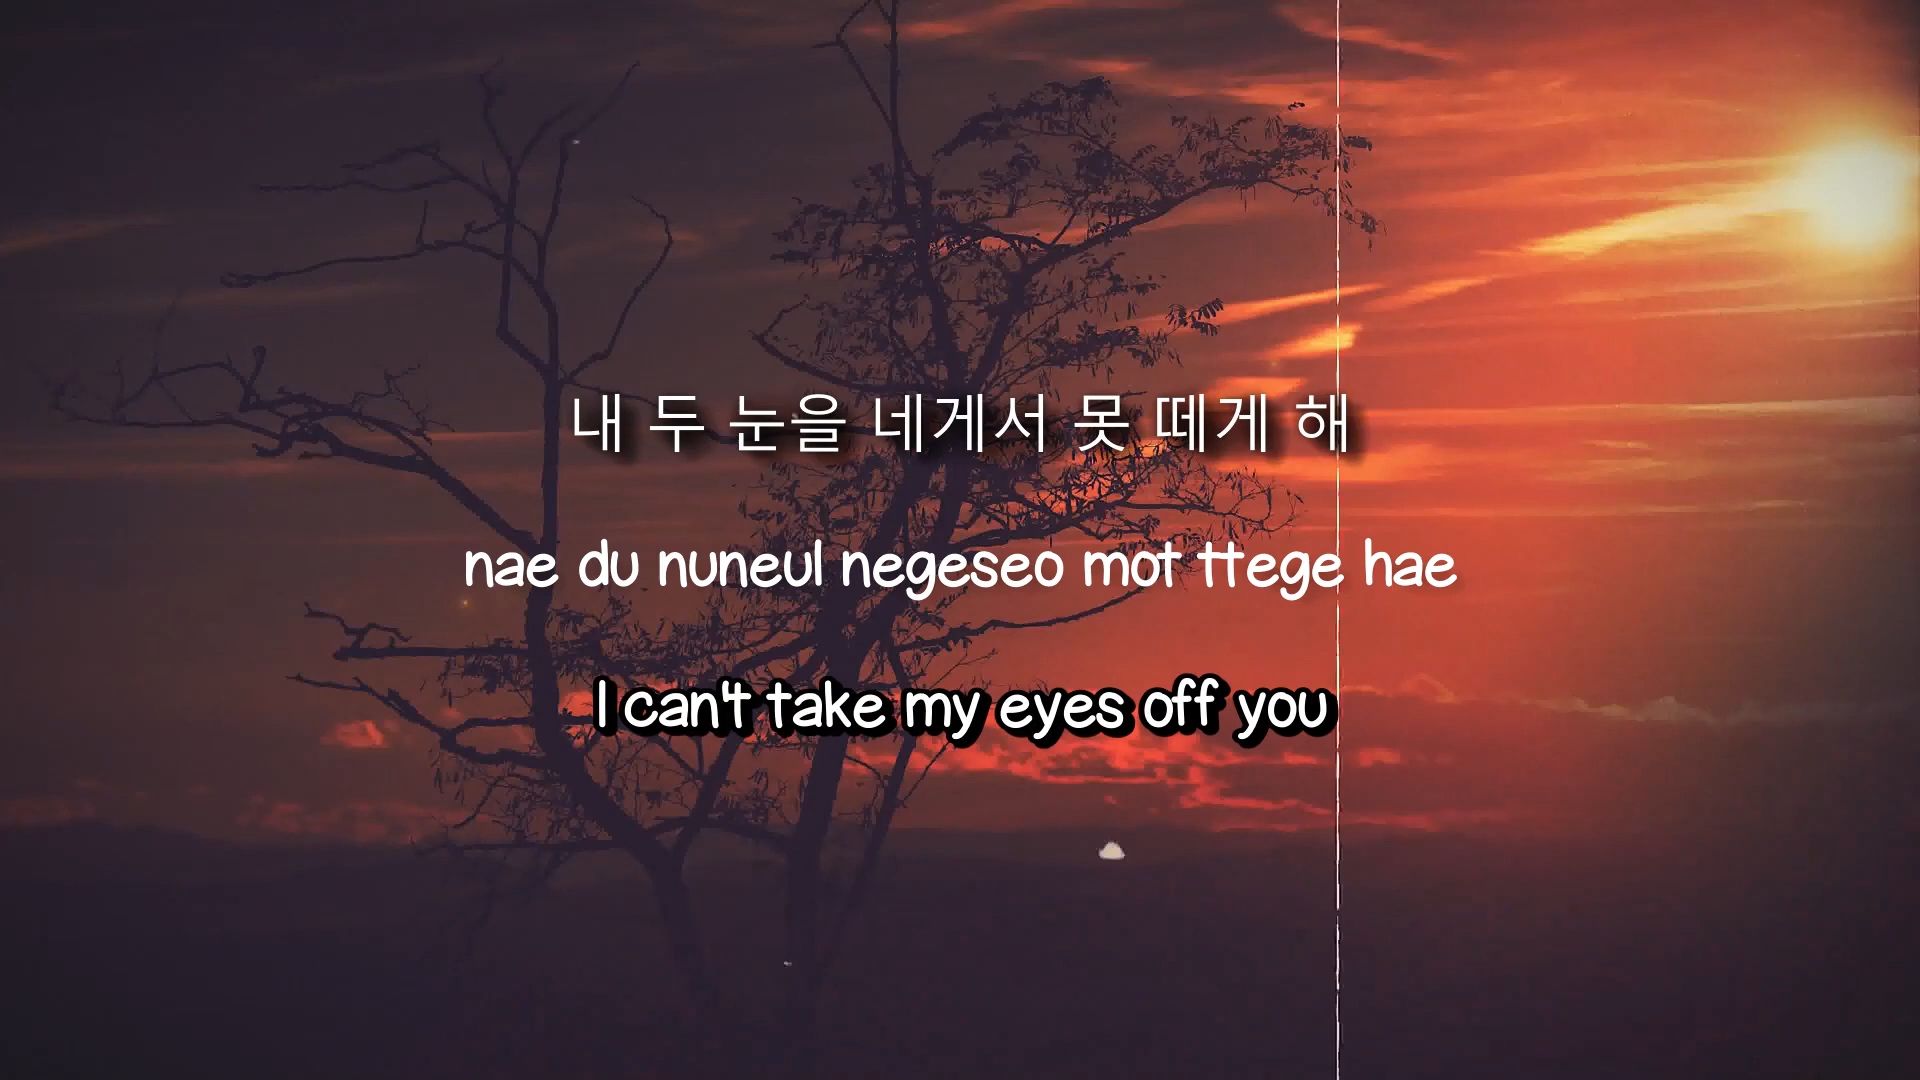 내 두 눈을 네게서 못 떼게 해
nae du nuneul negeseo mot ttege hae
I can't take my eyes off you